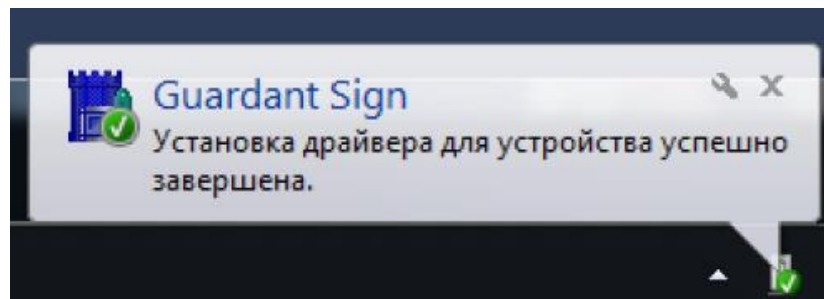 Guardant Sign
Установка драйвера для устройства успешно
завершена.